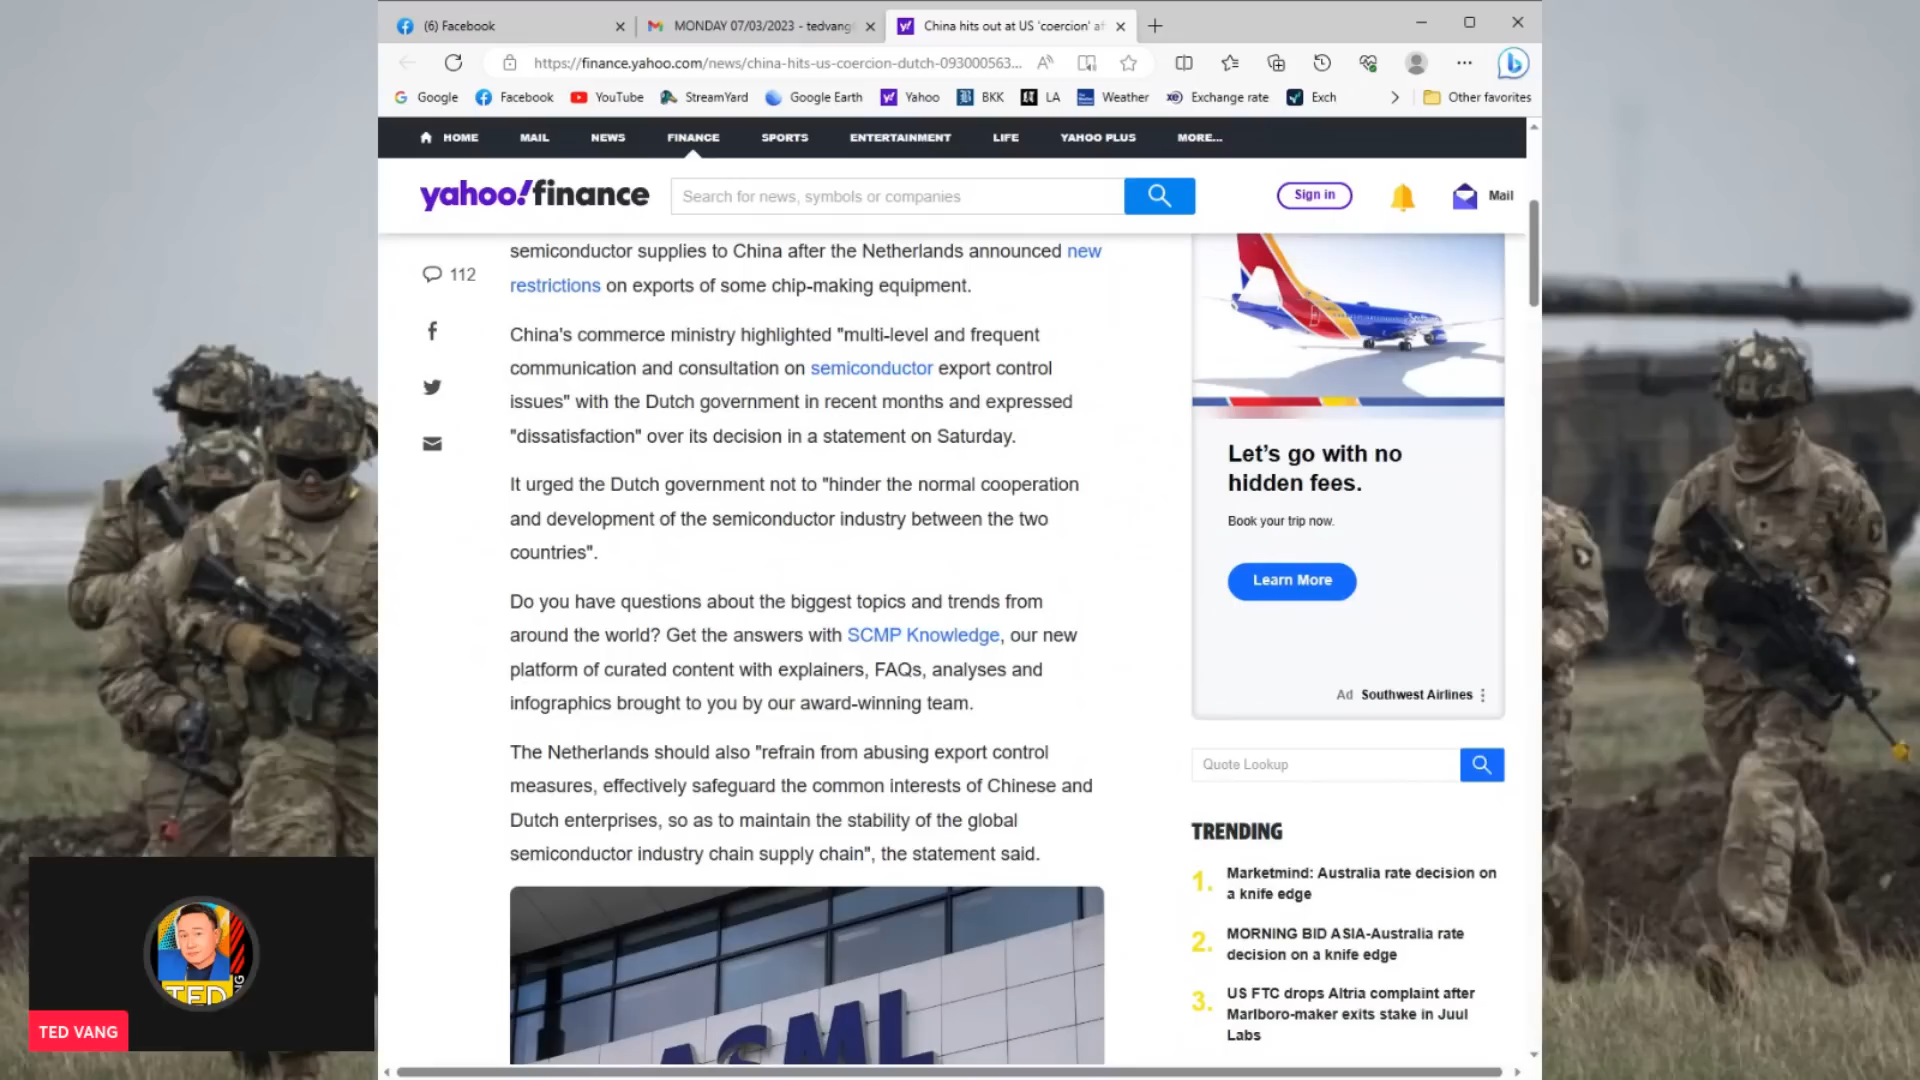 (6) Facebook
MONDAY 07/03/2023 - tedvang
China hits out at US 'coercion' af
https://finance.yahoo.com/news/china-hits-us-coercion-dutch-093000563...
Google
Facebook
YouTube
StreamYard
Google Earth
Yahoo
BKK
LA
Weather
Exchange rate
Exch
Other favorites
HOME
MAIL
NEWS
FINANCE
SPORTS
ENTERTAINMENT
LIFE
YAHOO PLUS
MORE...
yahoo!finance
Search for news, symbols or companies
Sign in
Mail
112
semiconductor supplies to China after the Netherlands announced new
restrictions on exports of some chip-making equipment.
China's commerce ministry highlighted "multi-level and frequent
communication and consultation on semiconductor export control
issues" with the Dutch government in recent months and expressed
"dissatisfaction" over its decision in a statement on Saturday.
It urged the Dutch government not to "hinder the normal cooperation
and development of the semiconductor industry between the two
countries".
Do you have questions about the biggest topics and trends from
around the world? Get the answers with SCMP Knowledge, our new
platform of curated content with explainers, FAQs, analyses and
infographics brought to you by our award-winning team.
The Netherlands should also "refrain from abusing export control
measures, effectively safeguard the common interests of Chinese and
Dutch enterprises, so as to maintain the stability of the global
semiconductor industry chain supply chain", the statement said.
ASML
Southwest
Let's go with no
hidden fees.
Book your trip now.
Learn More
Ad Southwest Airlines
Quote Lookup
TRENDING
1. Marketmind: Australia rate decision on
a knife edge
2. MORNING BID ASIA-Australia rate
decision on a knife edge
3. US FTC drops Altria complaint after
Marlboro-maker exits stake in Juul
Labs
TED
TED VANG